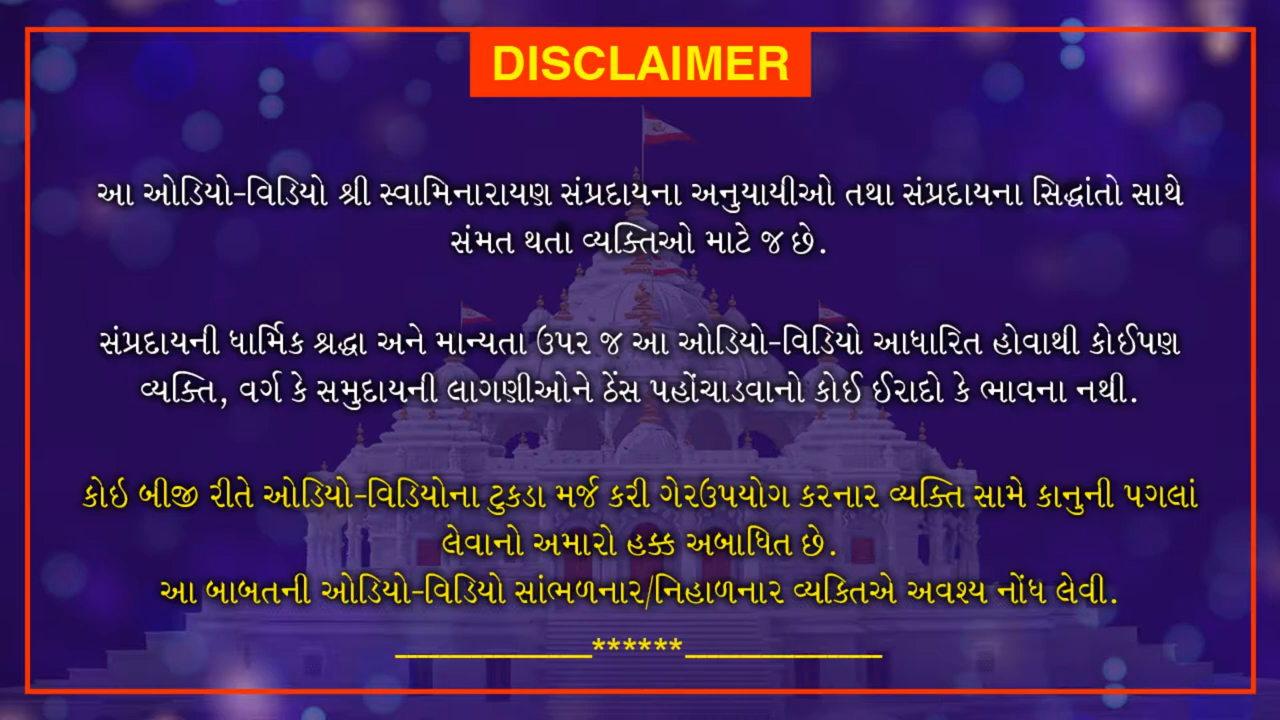 DISCLAIMER
આ ઓડિયો-વિડિયો શ્રી સ્વામિનારાયણ સંપ્રદાયના અનુયાયીઓ તથા સંપ્રદાયના સિદ્ધાંતો સાથે
સંમત થતા વ્યક્તિઓ માટે જ છે.
સંપ્રદાયની ધાર્મિક શ્રદ્ધા અને માન્યતા ઉપર જ આ ઓડિયો-વિડિયો આધારિત હોવાથી કોઈપણ
વ્યક્તિ, વર્ગ કે સમુદાયની લાગણીઓને ઠેંસ પહોંચાડવાનો કોઈ ઈરાદો કે ભાવના નથી.
કોઇ બીજી રીતે ઓડિયો-વિડિયોના ટુકડા મર્જ કરી ગેરઉપયોગ કરનાર વ્યક્તિ સામે કાનુની પગલાં
લેવાનો અમારો હક્ક અબાધિત છે.
આ બાબતની ઓડિયો-વિડિયો સાંભળનાર/નિહાળનાર વ્યકિતએ અવશ્ય નોંધ લેવી.
______________******______________